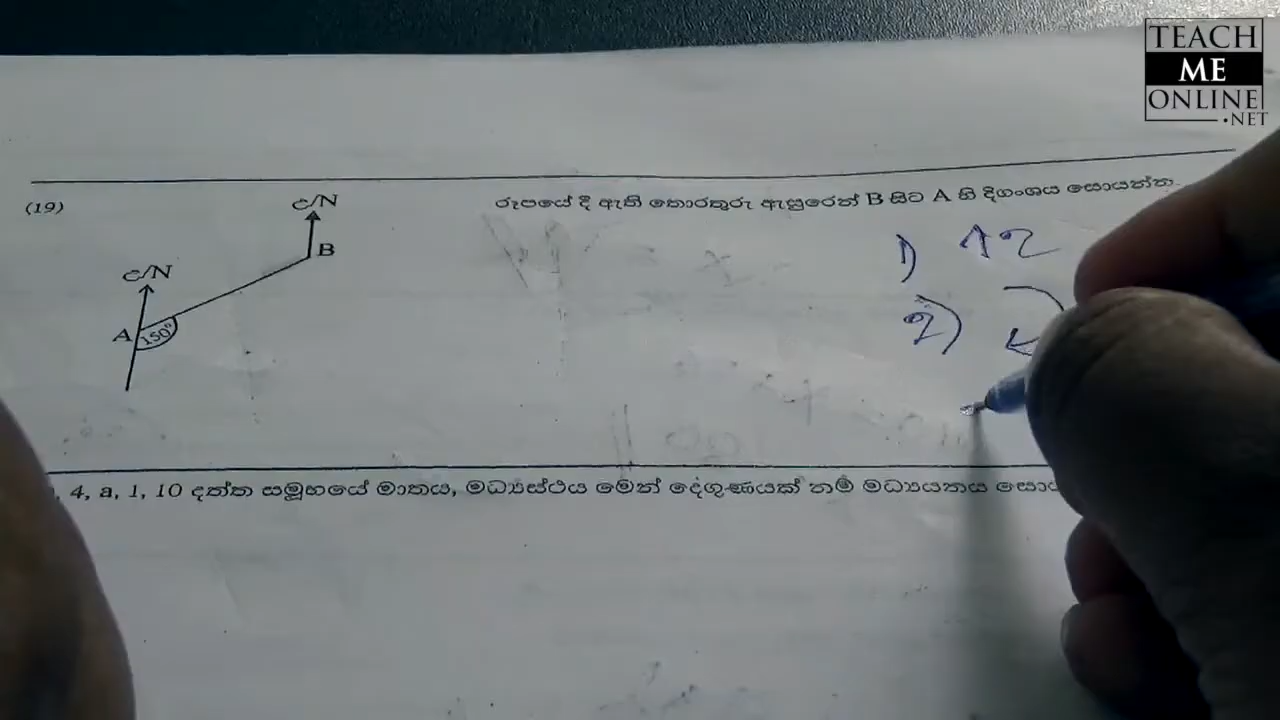 TEACH
ME
ONLINE
.NET
(19)
උ/N
B
රූපයේ දී ඇති තොරතුරු ඇසුරෙන් B සිට A හි දිගංශය සොයන්න.
උ/N
A
150°
1) උ
2)
4, a, 1, 10 දත්ත සමූහයේ මාතය, මධ්‍යස්ථය මෙන් දෙගුණයක් නම් මධ්‍යයනය